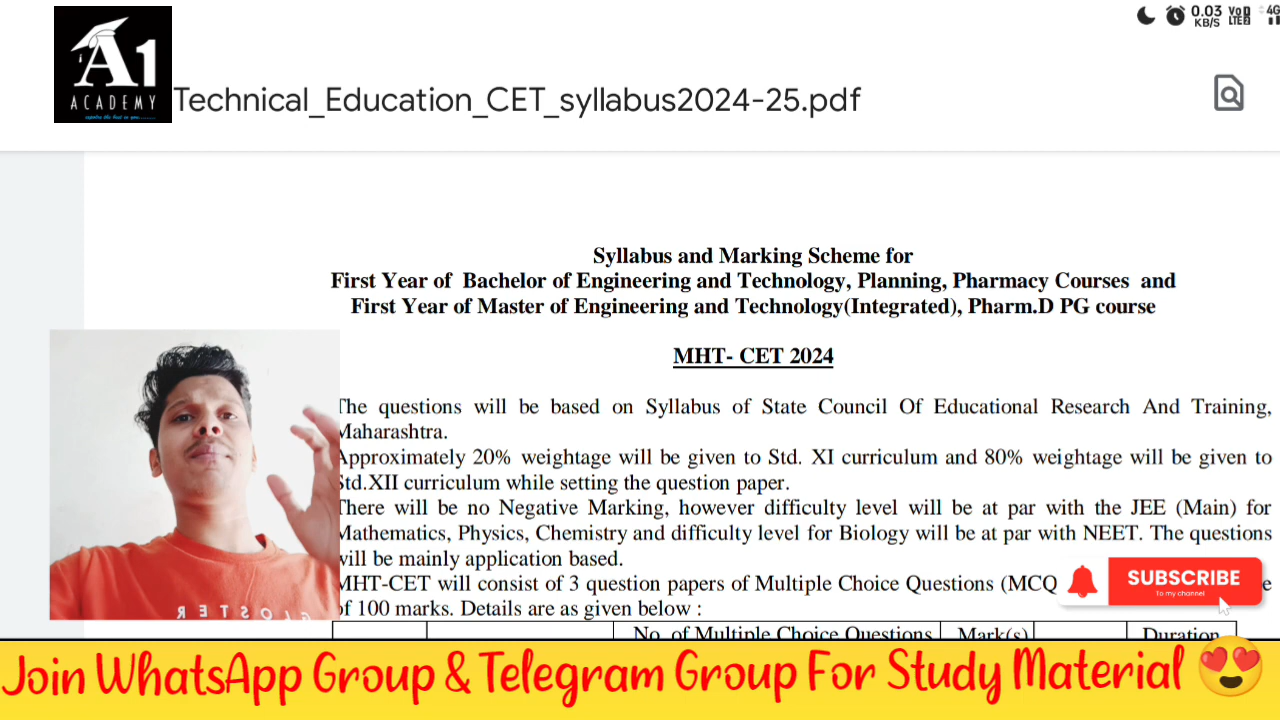 0.03
KB/S
Vo
LTE2
4G
A1
ACADEMY
Technical_Education_CET_syllabus2024-25.pdf
Syllabus and Marking Scheme for
First Year of Bachelor of Engineering and Technology, Planning, Pharmacy Courses and
First Year of Master of Engineering and Technology(Integrated), Pharm.D PG course
MHT- CET 2024
The questions will be based on Syllabus of State Council Of Educational Research And Training,
Maharashtra.
Approximately 20% weightage will be given to Std. XI curriculum and 80% weightage will be given to
Std.XII curriculum while setting the question paper.
There will be no Negative Marking, however difficulty level will be at par with the JEE (Main) for
Mathematics, Physics, Chemistry and difficulty level for Biology will be at par with NEET. The questions
will be mainly application based.
MHT-CET will consist of 3 question papers of Multiple Choice Questions (MCQ
of 100 marks. Details are as given below :
No. of Multiple Choice Questions Mark(s) Duration
GLOSTER
SUBSCRIBE
To my channel
Join WhatsApp Group & Telegram Group For Study Material